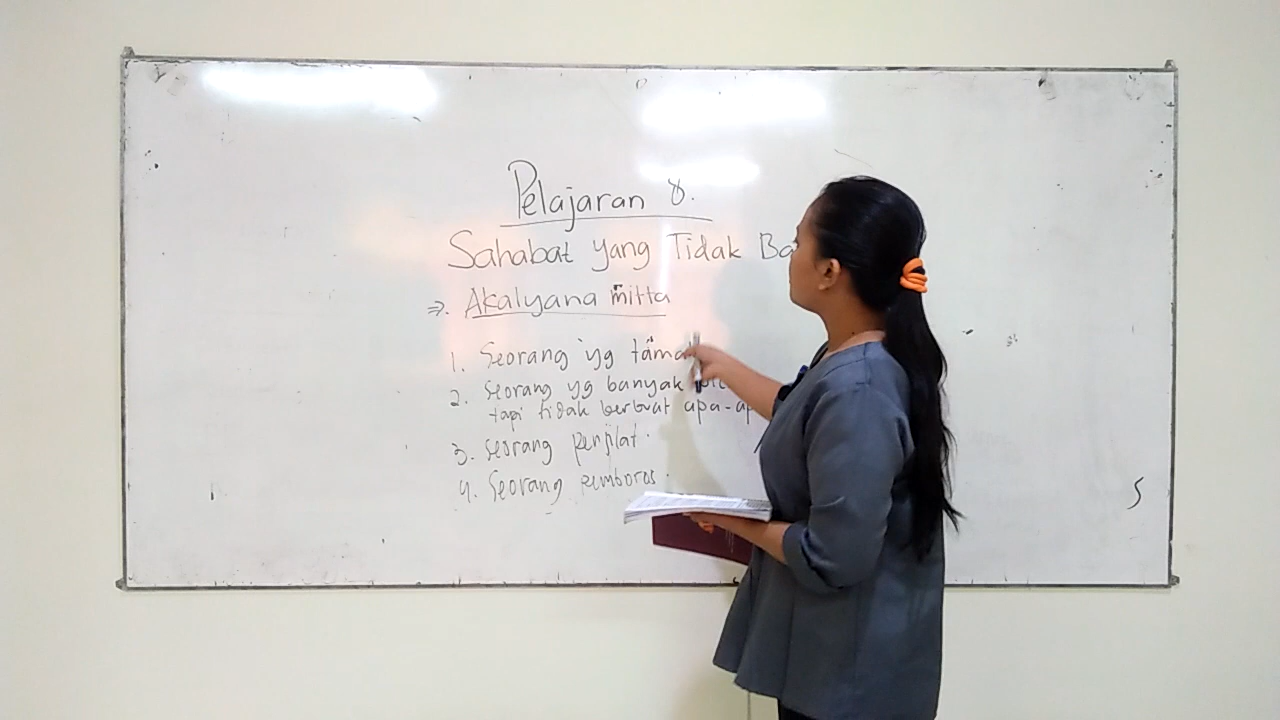 Pelajaran 8.
Sahabat yang Tidak Ba
⇒. Akalyana mitta
1. Seorang yg tama
2. Seorang yg banyak
tapi tidak berbuat apa-ap
3. Seorang penjilat.
4. Seorang pemboros.